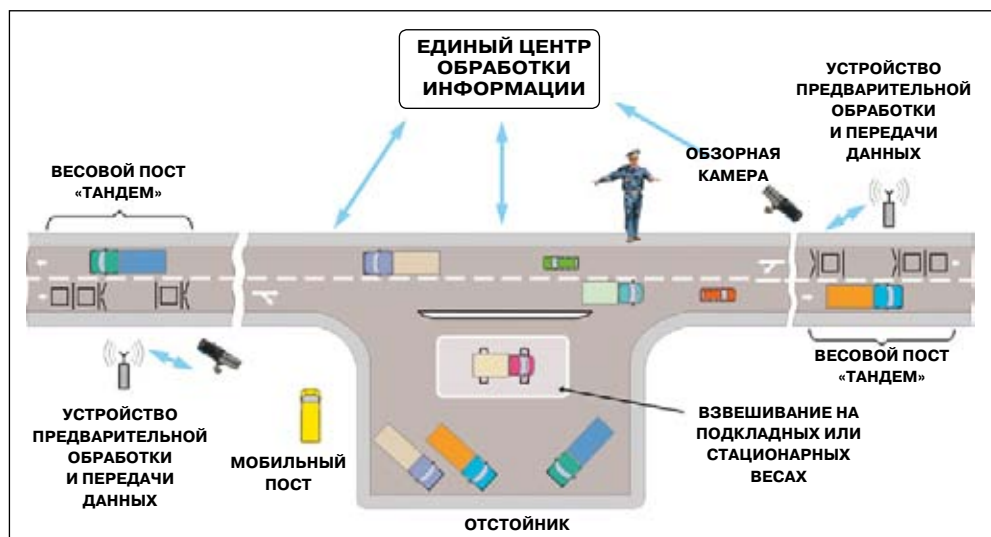 ЕДИНЫЙ ЦЕНТР
ОБРАБОТКИ
ИНФОРМАЦИИ
УСТРОЙСТВО
ПРЕДВАРИТЕЛЬНОЙ
ОБРАБОТКИ
И ПЕРЕДАЧИ
ДАННЫХ
ОБЗОРНАЯ
КАМЕРА
ВЕСОВОЙ ПОСТ
«ТАНДЕМ»
ВЕСОВОЙ ПОСТ
«ТАНДЕМ»
УСТРОЙСТВО
ПРЕДВАРИТЕЛЬНОЙ
ОБРАБОТКИ
И ПЕРЕДАЧИ
ДАННЫХ
МОБИЛЬНЫЙ
ПОСТ
ВЗВЕШИВАНИЕ НА
ПОДКЛАДНЫХ ИЛИ
СТАЦИОНАРНЫХ
ВЕСАХ
ОТСТОЙНИК